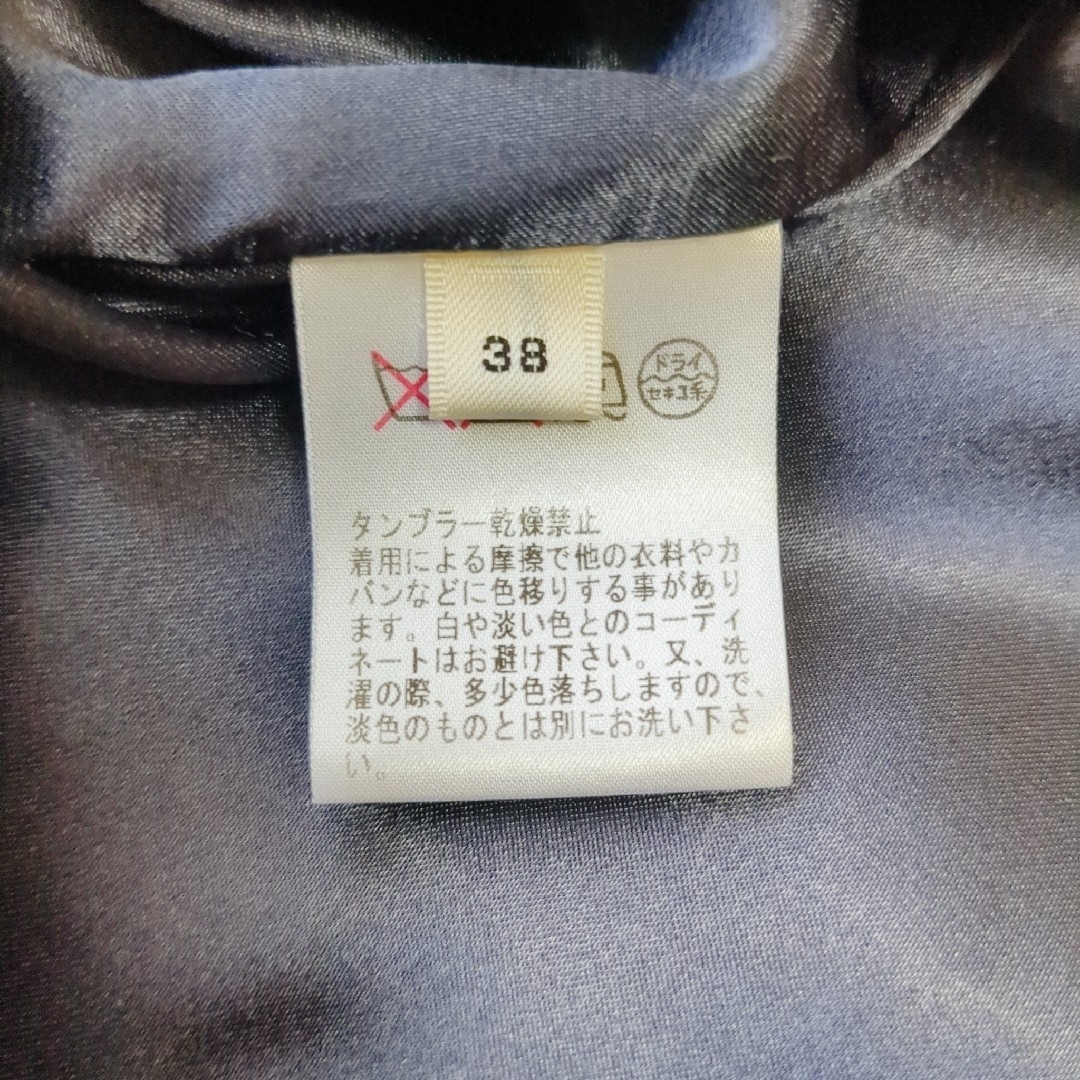 38
ドライ
セキユ系
タンブラー乾燥禁止
着用による摩擦で他の衣料やカ
バンなどに色移りする事があり
ます。白や淡い色とのコーディ
ネートはお避け下さい。又、洗
濯の際、多少色落ちしますので、
淡色のものとは別にお洗い下さ
い。